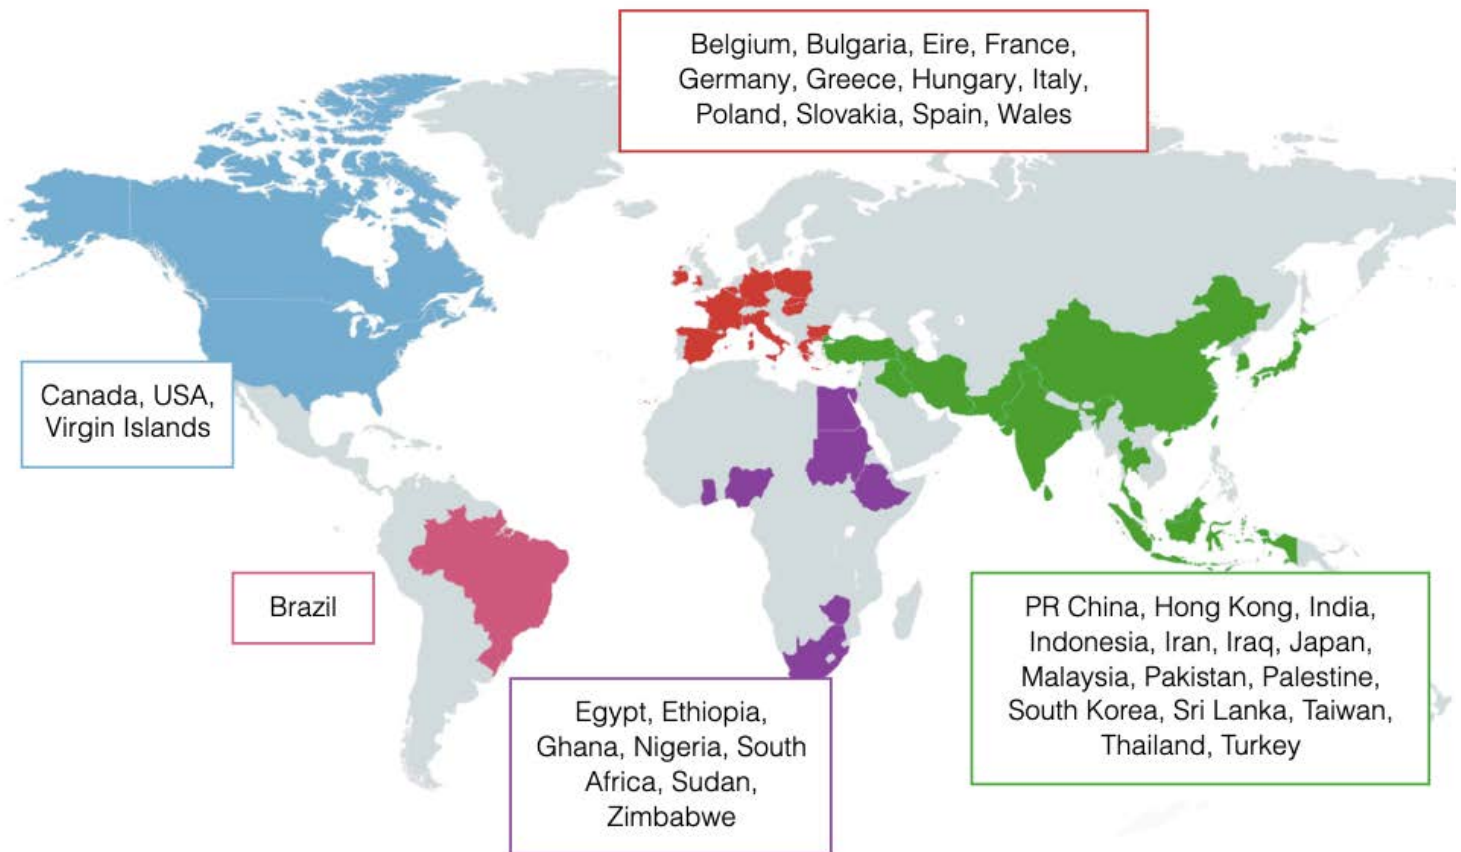 Belgium, Bulgaria, Eire, France,
Germany, Greece, Hungary, Italy,
Poland, Slovakia, Spain, Wales
Canada, USA,
Virgin Islands
Brazil
Egypt, Ethiopia,
Ghana, Nigeria, South
Africa, Sudan,
Zimbabwe
PR China, Hong Kong, India,
Indonesia, Iran, Iraq, Japan,
Malaysia, Pakistan, Palestine,
South Korea, Sri Lanka, Taiwan,
Thailand, Turkey